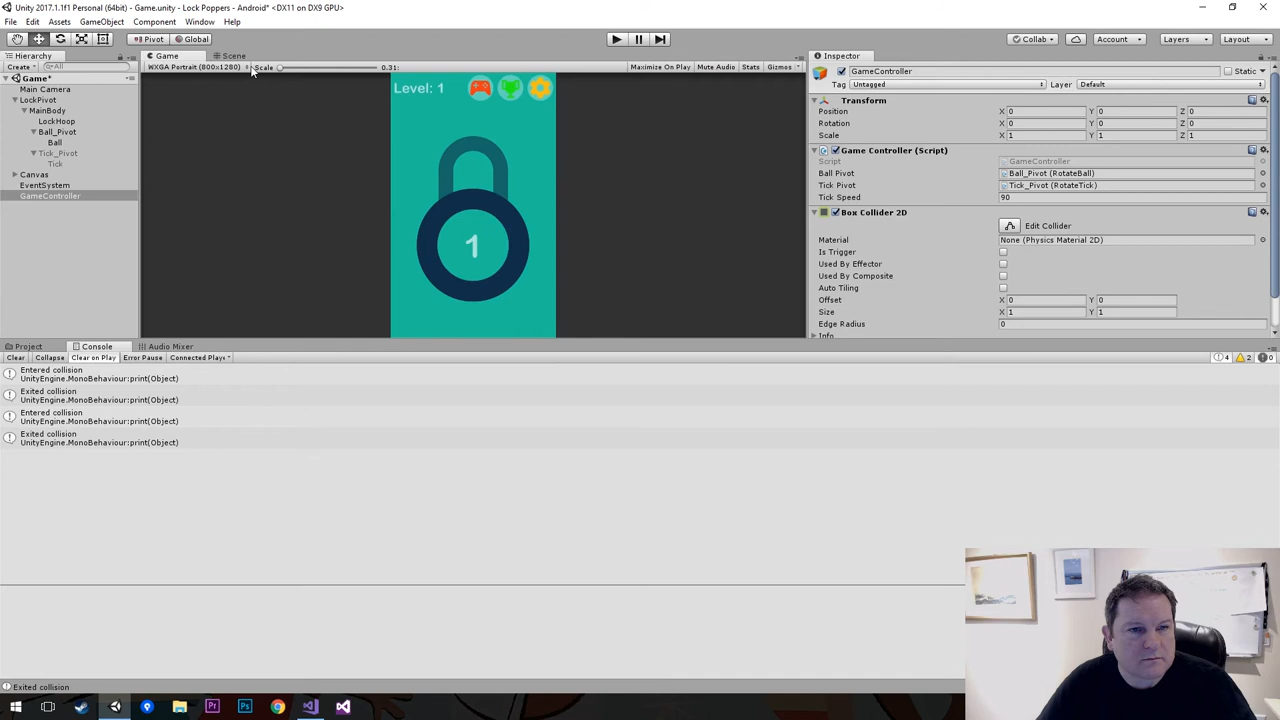 Unity 2017.1.1f1 Personal (64bit) - Game.unity - Lock Poppers - Android* <DX11 on DX9 GPU>
File Edit Assets GameObject Component Window Help
Pivot Global Collab Account Layers Layout
Hierarchy Game Scene Inspector
Create All WXGA Portrait (800x1280) Scale 0.31: Maximize On Play Mute Audio Stats Gizmos
GameController Static
Tag Untagged Layer Default
Game*
Main Camera
LockPivot
MainBody
LockHoop
Ball_Pivot
Ball
Tick_Pivot
Tick
Canvas
EventSystem
GameController
Level: 1
1
Transform
Position X 0 Y 0 Z 0
Rotation X 0 Y 0 Z 0
Scale X 1 Y 1 Z 1
Game Controller (Script)
Script GameController
Ball Pivot Ball_Pivot (RotateBall)
Tick Pivot Tick_Pivot (RotateTick)
Tick Speed 90
Box Collider 2D
Edit Collider
Material None (Physics Material 2D)
Is Trigger
Used By Effector
Used By Composite
Auto Tiling
Offset X 0 Y 0
Size X 1 Y 1
Edge Radius 0
Info
Project Console Audio Mixer
Clear Collapse Clear on Play Error Pause Connected Playe 4 2 0
Entered collision
UnityEngine.MonoBehaviour:print(Object)
Exited collision
UnityEngine.MonoBehaviour:print(Object)
Entered collision
UnityEngine.MonoBehaviour:print(Object)
Exited collision
UnityEngine.MonoBehaviour:print(Object)
Exited collision
Pr Ps